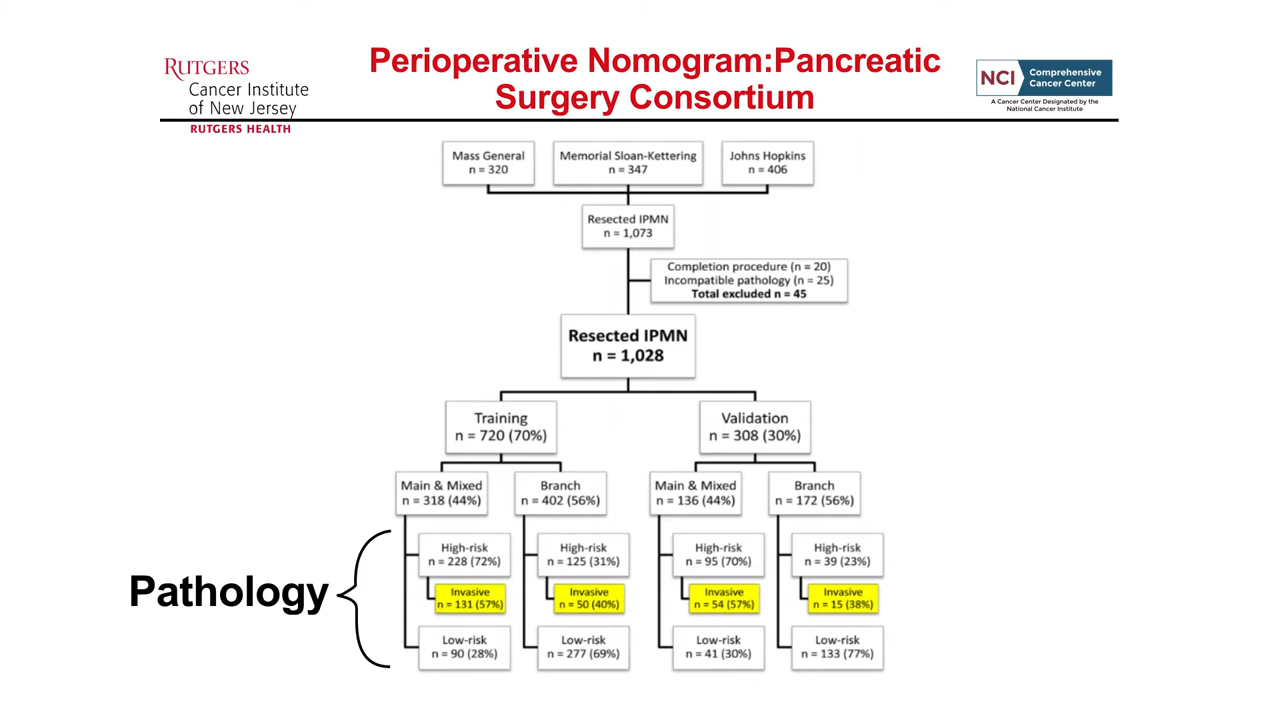 RUTGERS
Cancer Institute
of New Jersey
RUTGERS HEALTH
Perioperative Nomogram:Pancreatic
Surgery Consortium
NCI
Comprehensive
Cancer Center
A Cancer Center Designated by the
National Cancer Institute
Mass General
n = 320
Memorial Sloan-Kettering
n = 347
Johns Hopkins
n = 406
Resected IPMN
n = 1,073
Completion procedure (n = 20)
Incompatible pathology (n = 25)
Total excluded n = 45
Resected IPMN
n = 1,028
Training
n = 720 (70%)
Validation
n = 308 (30%)
Main & Mixed
n = 318 (44%)
Branch
n = 402 (56%)
Main & Mixed
n = 136 (44%)
Branch
n = 172 (56%)
Pathology
High-risk
n = 228 (72%)
Invasive
n = 131 (57%)
Low-risk
n = 90 (28%)
High-risk
n = 125 (31%)
Invasive
n = 50 (40%)
Low-risk
n = 277 (69%)
High-risk
n = 95 (70%)
Invasive
n = 54 (57%)
Low-risk
n = 41 (30%)
High-risk
n = 39 (23%)
Invasive
n = 15 (38%)
Low-risk
n = 133 (77%)